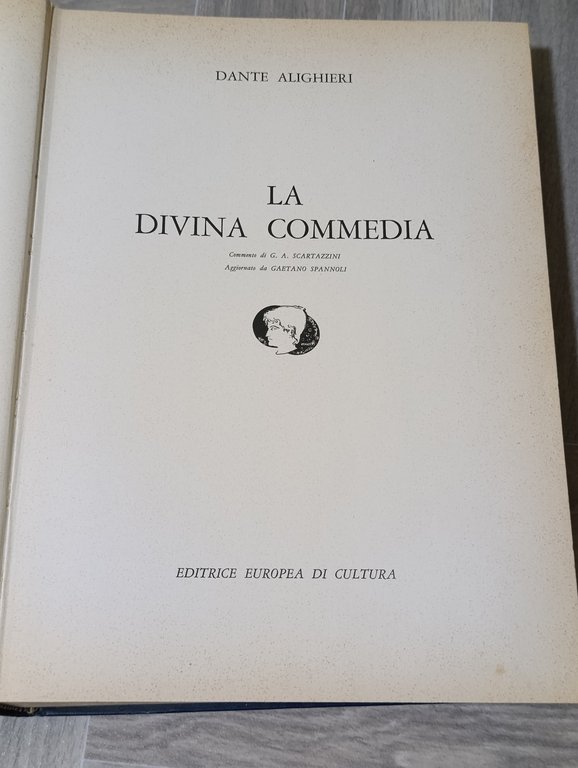 DANTE ALIGHIERI
LA
DIVINA COMMEDIA
Commento di G. A. SCARTAZZINI
Aggiornato da GAETANO SPANNOLI
EDITRICE EUROPEA DI CULTURA